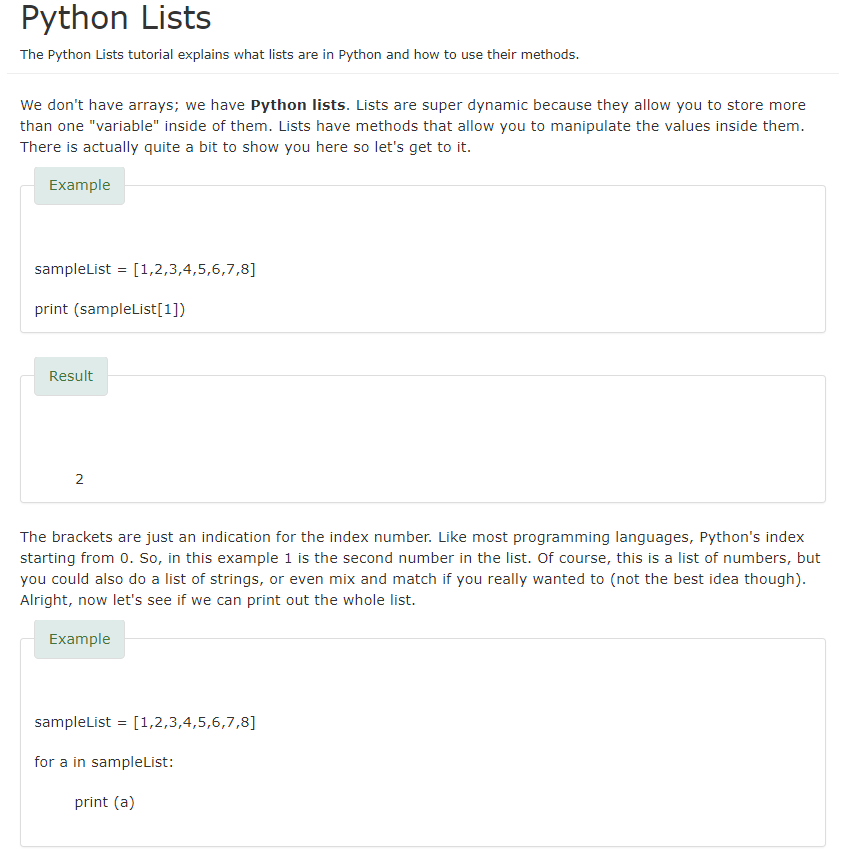 Python Lists
The Python Lists tutorial explains what lists are in Python and how to use their methods.
We don't have arrays; we have Python lists. Lists are super dynamic because they allow you to store more
than one "variable" inside of them. Lists have methods that allow you to manipulate the values inside them.
There is actually quite a bit to show you here so let's get to it.
Example
sampleList = [1,2,3,4,5,6,7,8]
print (sampleList[1])
Result
2
The brackets are just an indication for the index number. Like most programming languages, Python's index
starting from 0. So, in this example 1 is the second number in the list. Of course, this is a list of numbers, but
you could also do a list of strings, or even mix and match if you really wanted to (not the best idea though).
Alright, now let's see if we can print out the whole list.
Example
sampleList = [1,2,3,4,5,6,7,8]
for a in sampleList:
print (a)